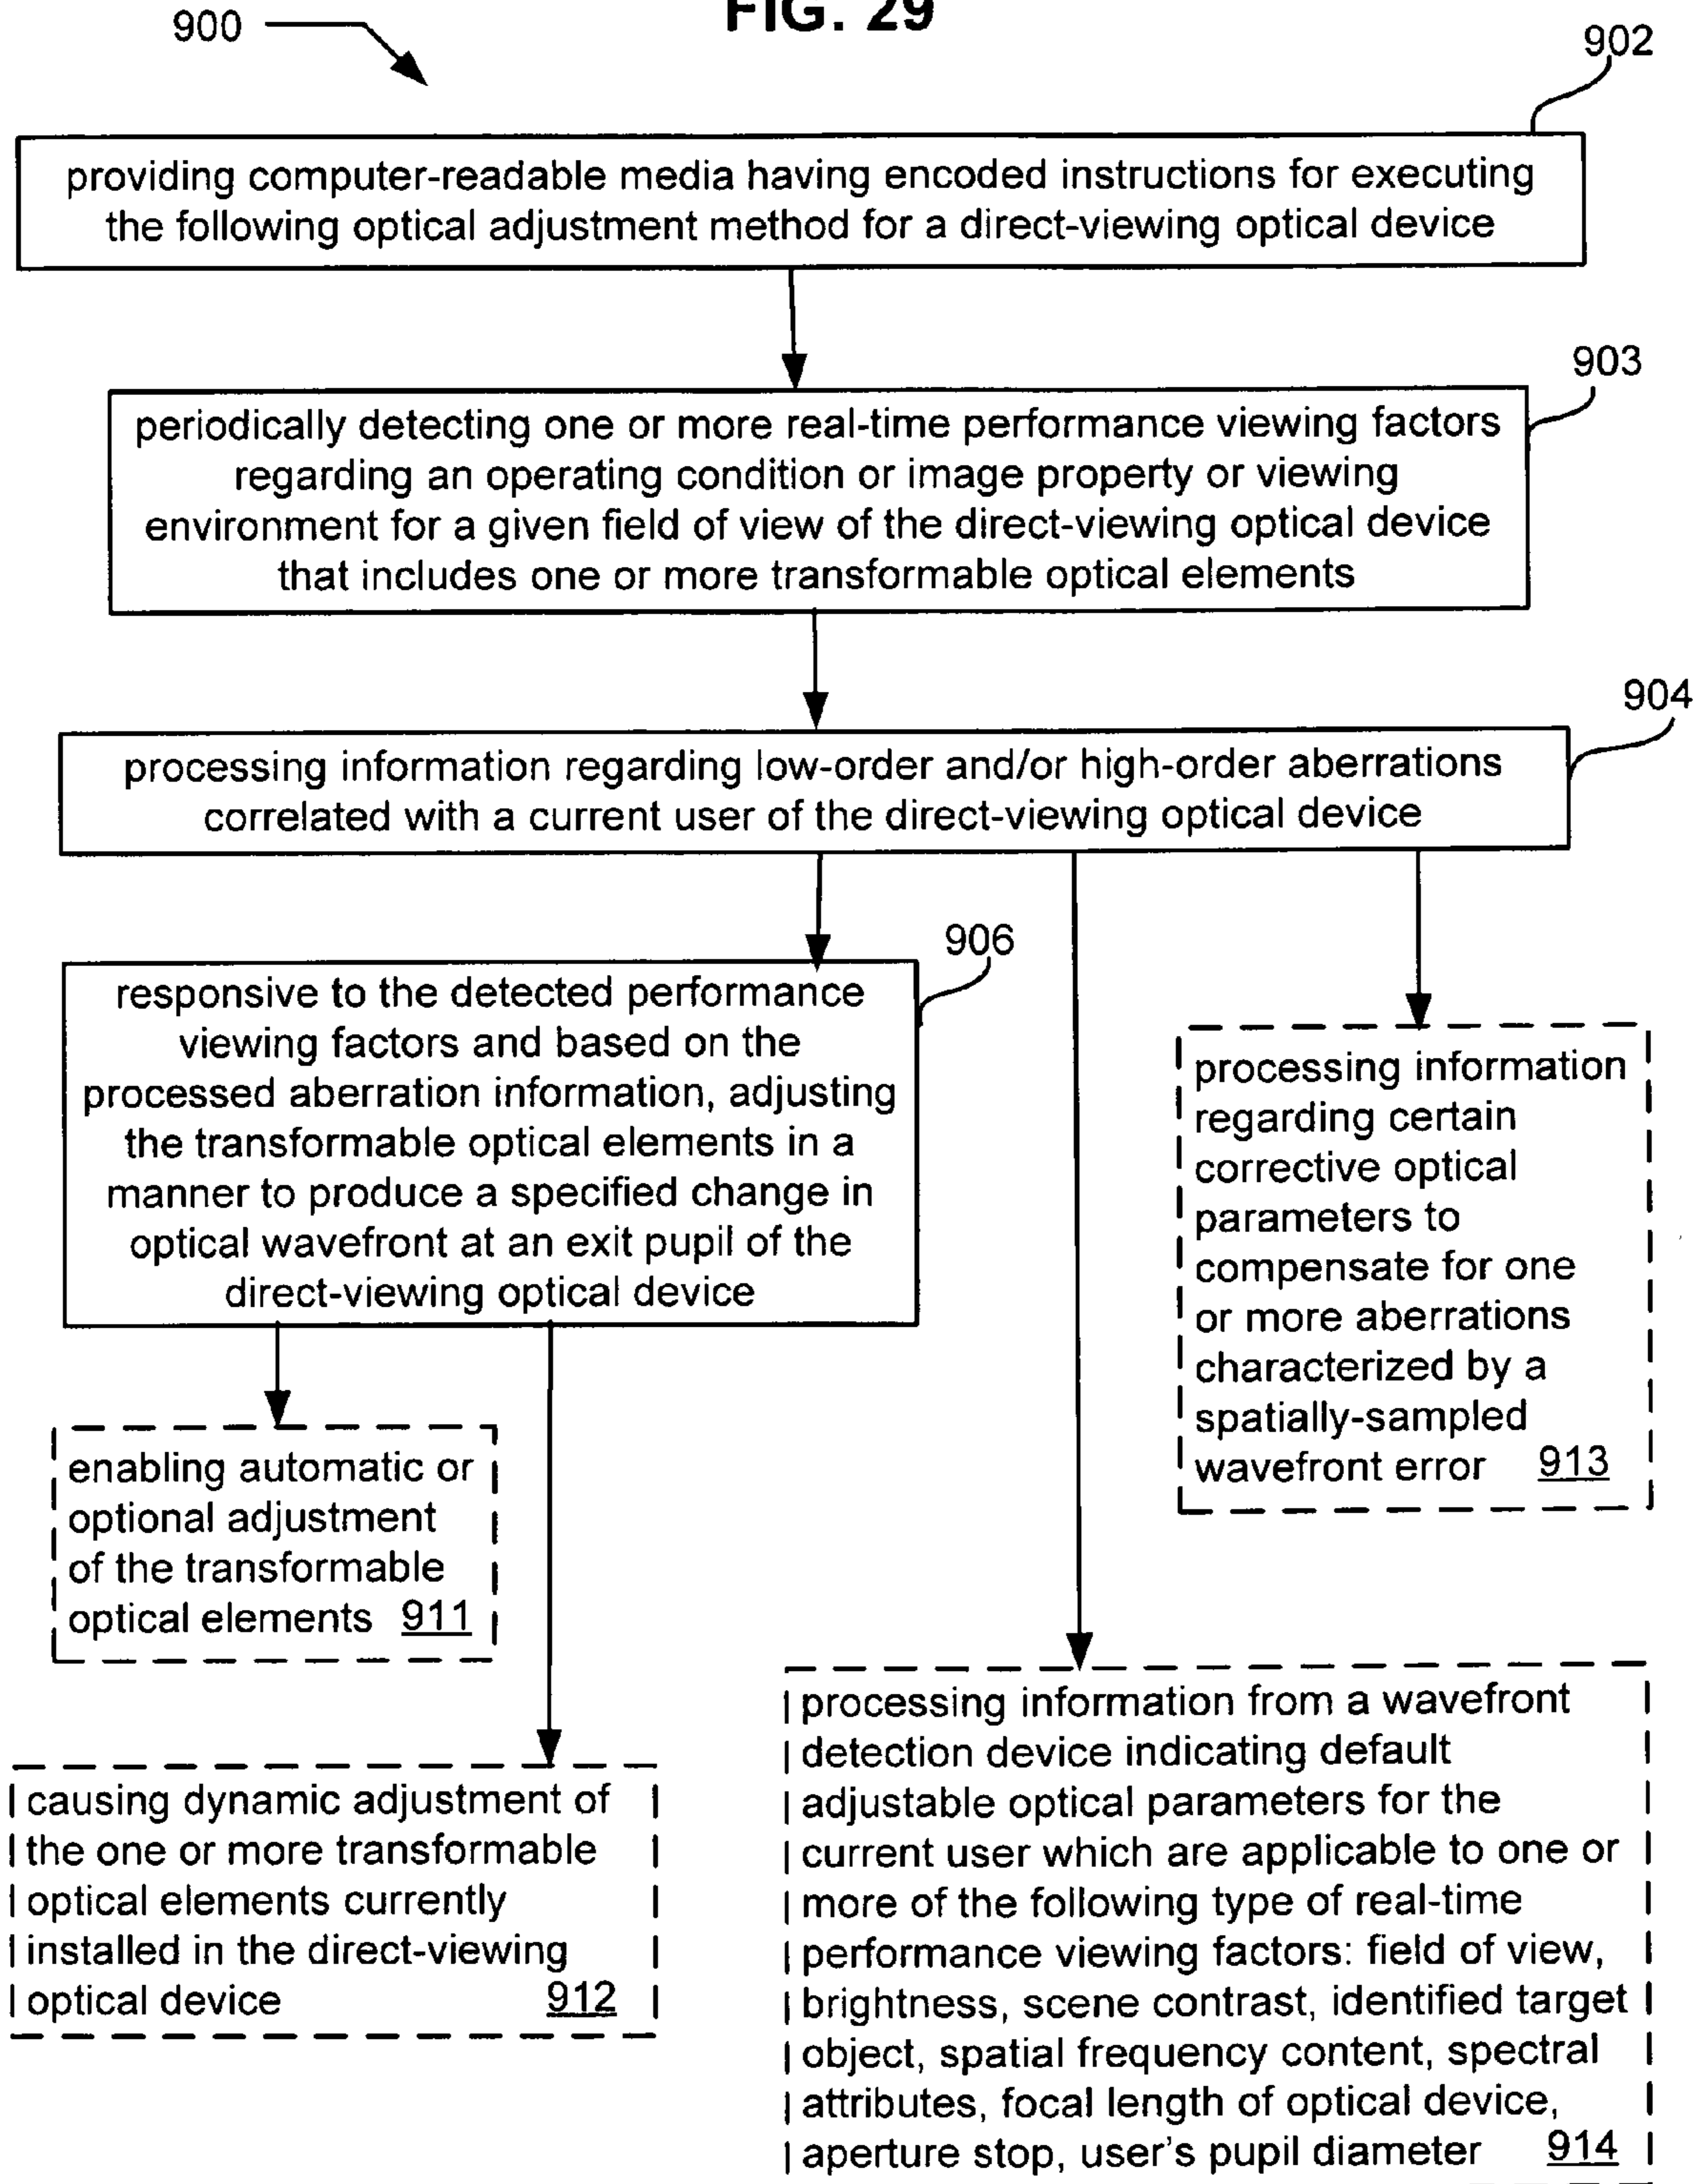 FIG. 29
900
902
providing computer-readable media having encoded instructions for executing
the following optical adjustment method for a direct-viewing optical device
903
periodically detecting one or more real-time performance viewing factors
regarding an operating condition or image property or viewing
environment for a given field of view of the direct-viewing optical device
that includes one or more transformable optical elements
904
processing information regarding low-order and/or high-order aberrations
correlated with a current user of the direct-viewing optical device
906
responsive to the detected performance
viewing factors and based on the
processed aberration information, adjusting
the transformable optical elements in a
manner to produce a specified change in
optical wavefront at an exit pupil of the
direct-viewing optical device
processing information
regarding certain
corrective optical
parameters to
compensate for one
or more aberrations
characterized by a
spatially-sampled
wavefront error 913
enabling automatic or
optional adjustment
of the transformable
optical elements 911
causing dynamic adjustment of
the one or more transformable
optical elements currently
installed in the direct-viewing
optical device 912
processing information from a wavefront
detection device indicating default
adjustable optical parameters for the
current user which are applicable to one or
more of the following type of real-time
performance viewing factors: field of view,
brightness, scene contrast, identified target
object, spatial frequency content, spectral
attributes, focal length of optical device,
aperture stop, user's pupil diameter 914